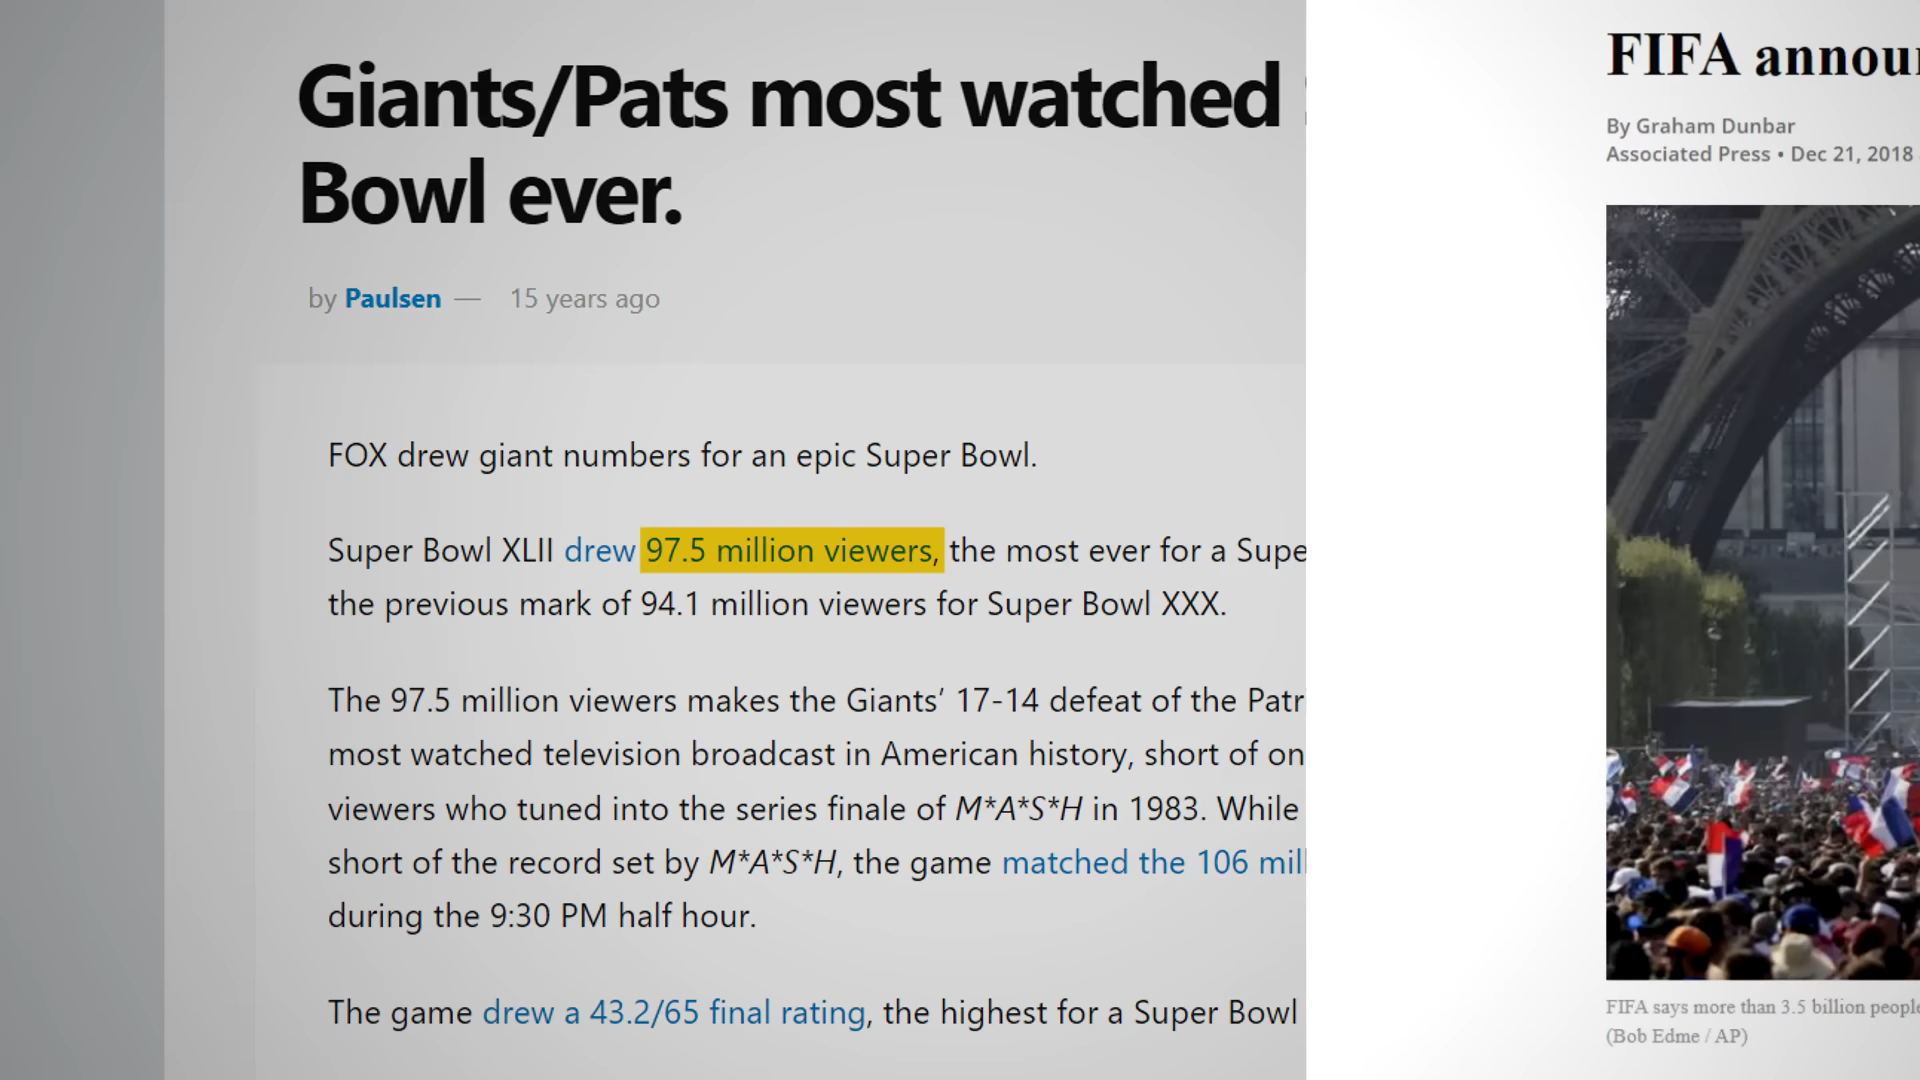 Giants/Pats most watched
Bowl ever.
by Paulsen — 15 years ago
FOX drew giant numbers for an epic Super Bowl.
Super Bowl XLII drew 97.5 million viewers, the most ever for a Supe
the previous mark of 94.1 million viewers for Super Bowl XXX.
The 97.5 million viewers makes the Giants’ 17-14 defeat of the Patr
most watched television broadcast in American history, short of on
viewers who tuned into the series finale of M*A*S*H in 1983. While
short of the record set by M*A*S*H, the game matched the 106 mil
during the 9:30 PM half hour.
The game drew a 43.2/65 final rating, the highest for a Super Bowl
FIFA annou
By Graham Dunbar
Associated Press • Dec 21, 2018
FIFA says more than 3.5 billion people
(Bob Edme / AP)